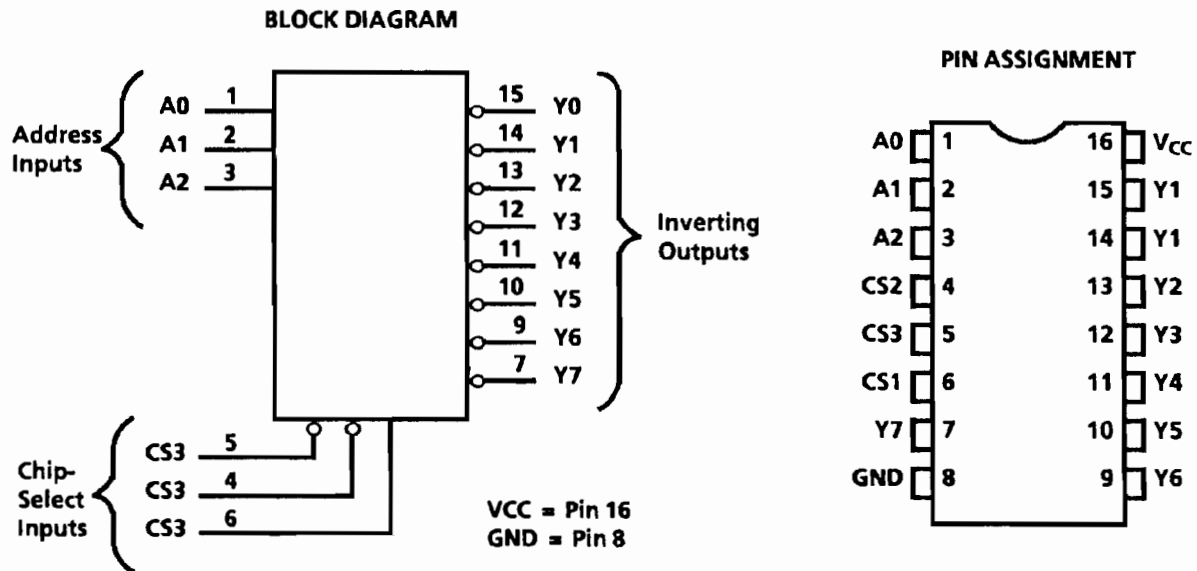 BLOCK DIAGRAM
A0 1
A1 2
A2 3
Address
Inputs
15 Y0
14 Y1
13 Y2
12 Y3
11 Y4
10 Y5
9 Y6
7 Y7
Inverting
Outputs
CS3 5
CS3 4
CS3 6
Chip-
Select
Inputs
VCC = Pin 16
GND = Pin 8
PIN ASSIGNMENT
A0 1 16 VCC
A1 2 15 Y1
A2 3 14 Y1
CS2 4 13 Y2
CS3 5 12 Y3
CS1 6 11 Y4
Y7 7 10 Y5
GND 8 9 Y6